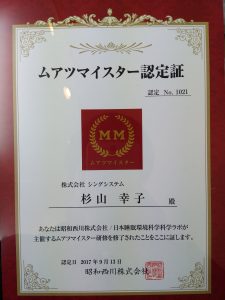 ムアツマイスター認定証
認定 No. 1021
MM
ムアツマイスター
株式会社 シングシステム
杉山 幸子 殿
あなたは昭和西川株式会社/日本睡眠環境科学科学ラボが
主催するムアツマイスター研修を修了されたことをここに証します。
認定日 2017年9月13日
昭和西川株式会社